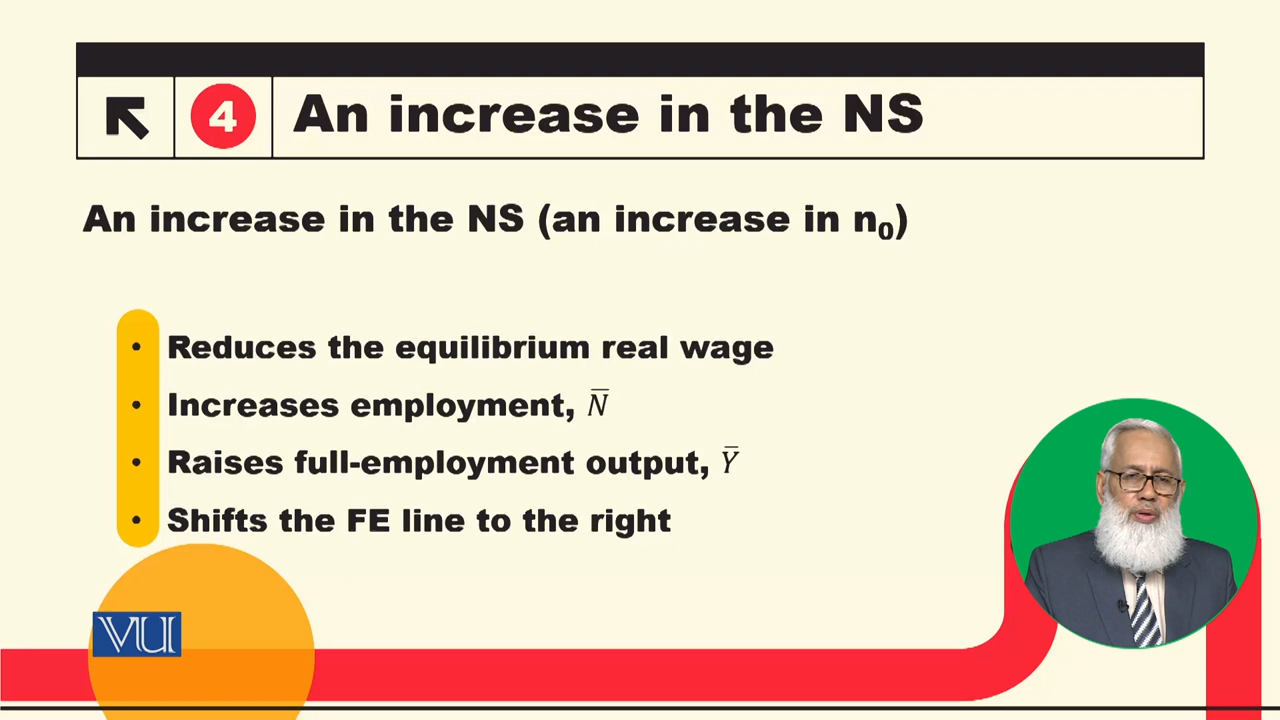 4
An increase in the NS
An increase in the NS (an increase in n₀)
• Reduces the equilibrium real wage
• Increases employment, N̅
• Raises full-employment output, Y̅
• Shifts the FE line to the right
VU